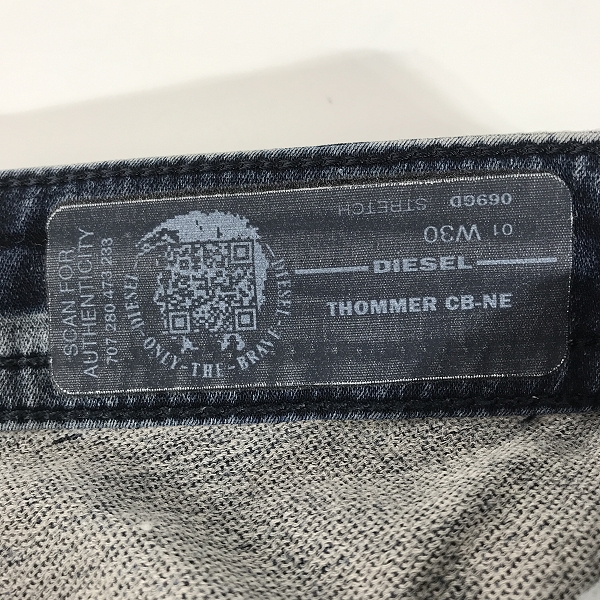 SCAN FOR
AUTHENTICITY
707 280 473 233
DIESEL
ONLY-THE-BRAVE
DIESEL
069GD
STRETCH
01 W30
DIESEL
THOMMER CB-NE